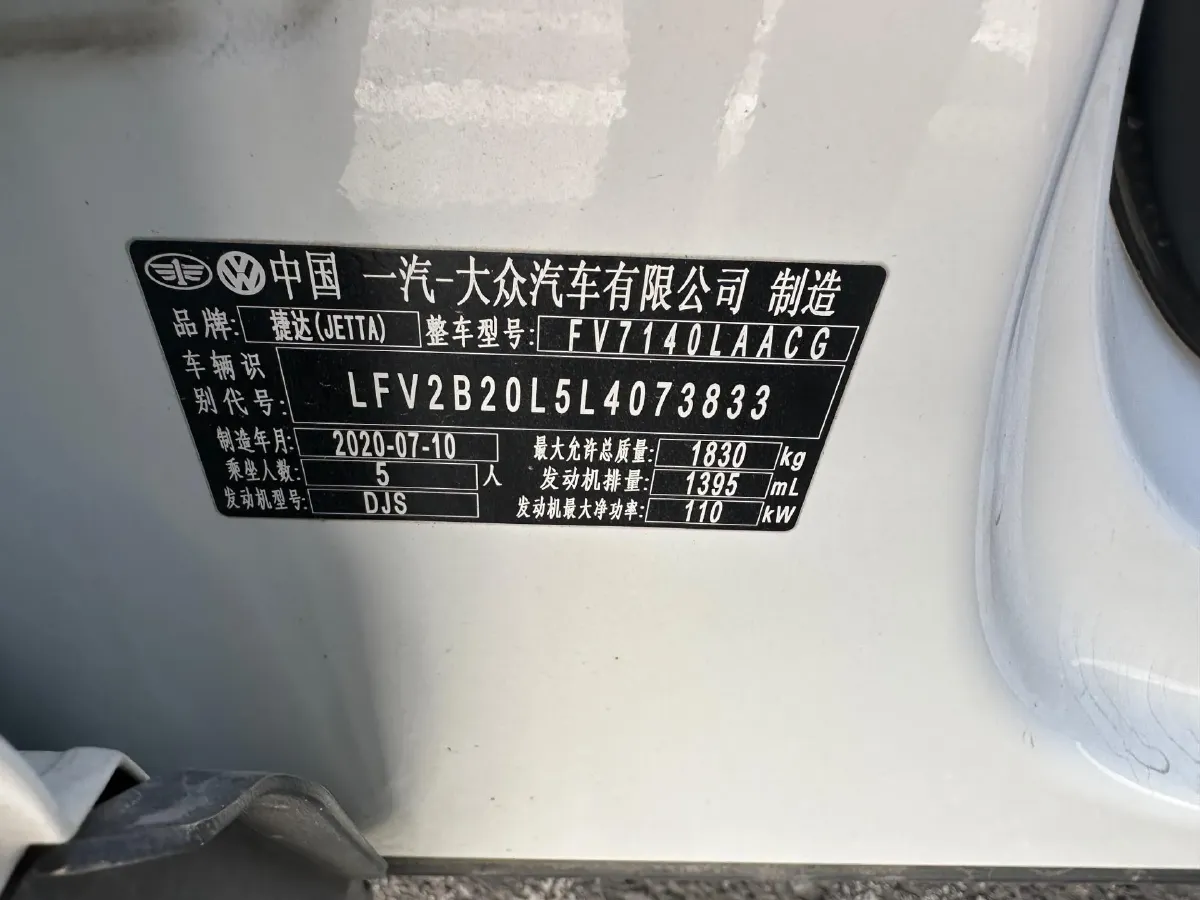 中国 一汽-大众汽车有限公司 制造
品牌: 捷达(JETTA) 整车型号: FV7140LAACG
车辆识
别代号: LFV2B20L5L4073833
制造年月: 2020-07-10 最大允许总质量: 1830 kg
乘坐人数: 5 人 发动机排量: 1395 mL
发动机型号: DJS 发动机最大净功率: 110 kW